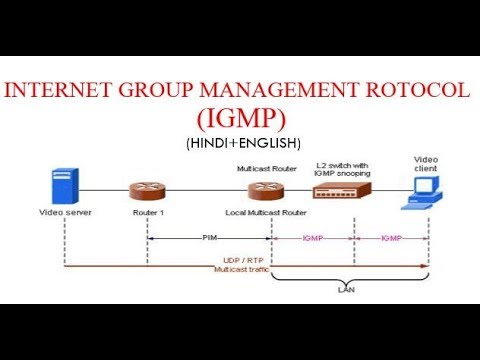 INTERNET GROUP MANAGEMENT ROTOCOL
(IGMP)
(HINDI+ENGLISH)
Multicast Router
L2 switch with
IGMP snooping
Video
client
Video server
Router 1
Local Multicast Router
PIM
IGMP
IGMP
UDP / RTP
Multicast traffic
LAN